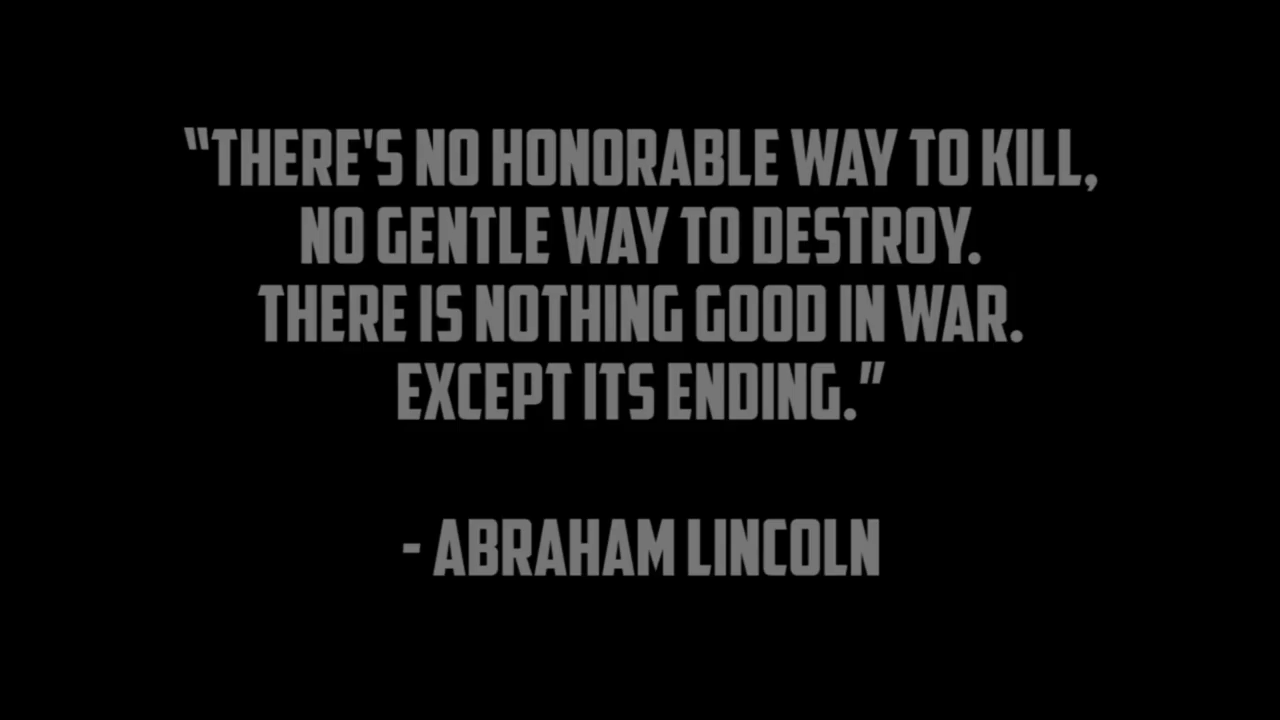 “THERE'S NO HONORABLE WAY TO KILL,
NO GENTLE WAY TO DESTROY.
THERE IS NOTHING GOOD IN WAR.
EXCEPT ITS ENDING.”
- ABRAHAM LINCOLN